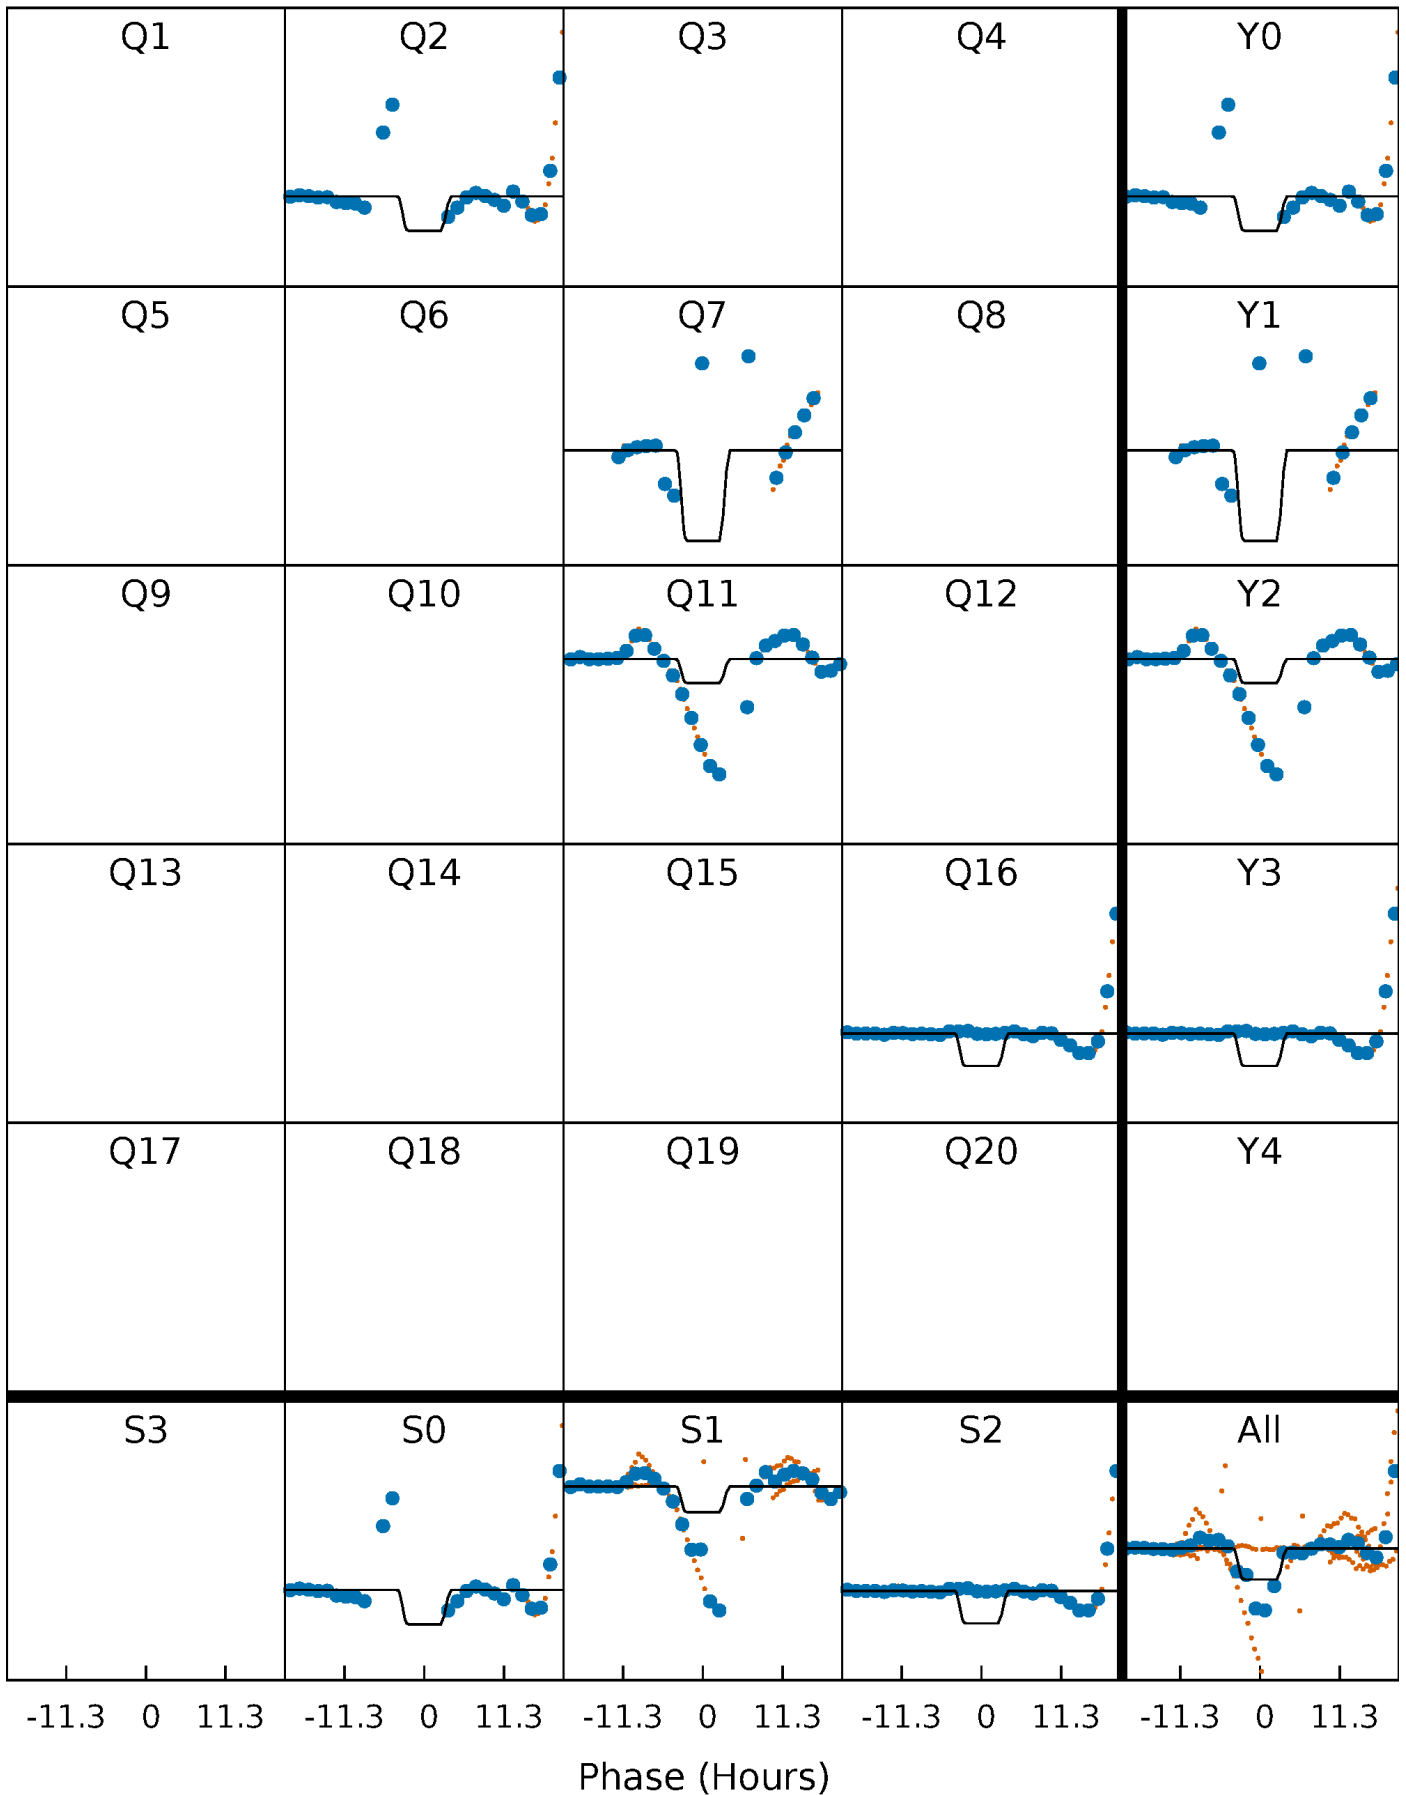 Q1 Q2 Q3 Q4 Y0
Q5 Q6 Q7 Q8 Y1
Q9 Q10 Q11 Q12 Y2
Q13 Q14 Q15 Q16 Y3
Q17 Q18 Q19 Q20 Y4
S3 S0 S1 S2 All
-11.3 0 11.3 -11.3 0 11.3 -11.3 0 11.3 -11.3 0 11.3 -11.3 0 11.3
Phase (Hours)